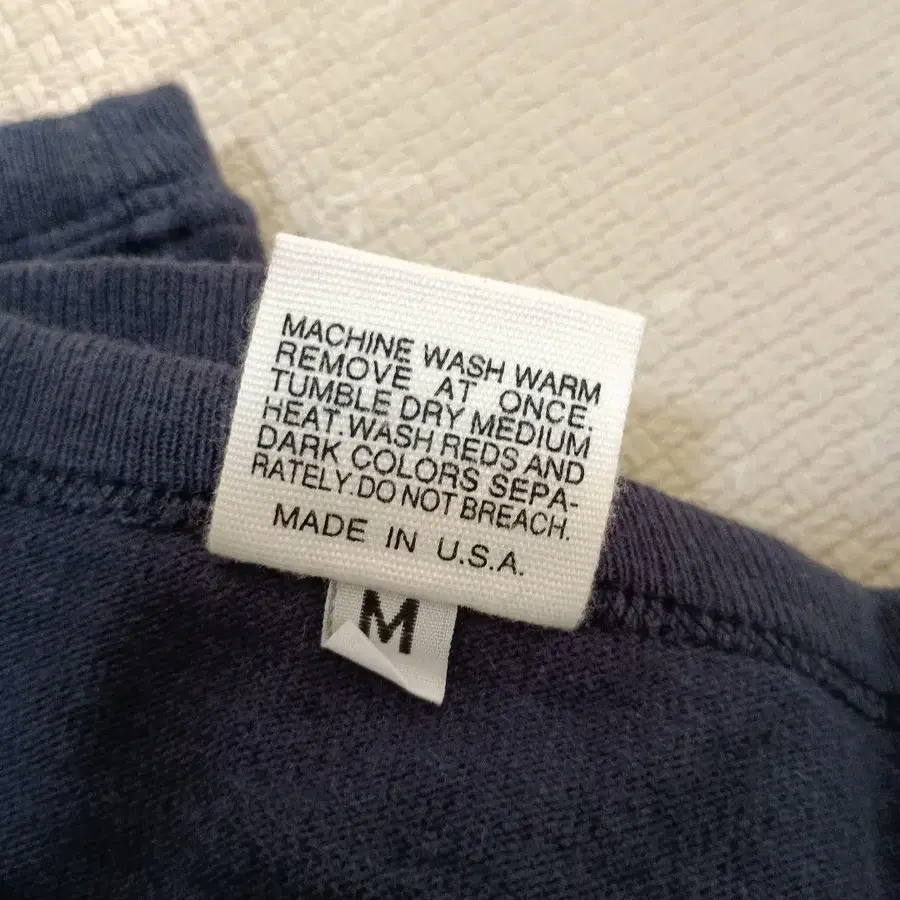 MACHINE WASH WARM
REMOVE AT ONCE.
TUMBLE DRY MEDIUM
HEAT.WASH REDS AND
DARK COLORS SEPA-
RATELY.DO NOT BREACH.
MADE IN U.S.A.
M